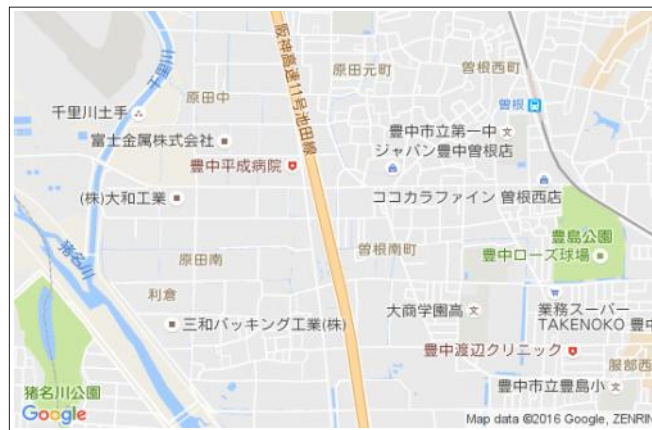 阪神高速11号池田線
原田元町
曽根西町
千里川
原田中
曽根
千里川土手
豊中市立第一中
富士金属株式会社
ジャパン豊中曽根店
豊中平成病院
(株)大和工業
ココカラファイン 曽根西店
豊島公園
猪名川
曽根南町
豊中ローズ球場
原田南
利倉
大商学園高
業務スーパー
TAKENOKO 豊中
三和パッキング工業(株)
豊中渡辺クリニック
服部西
猪名川公園
豊中市立豊島小
Google
Map data ©2016 Google, ZENRIN